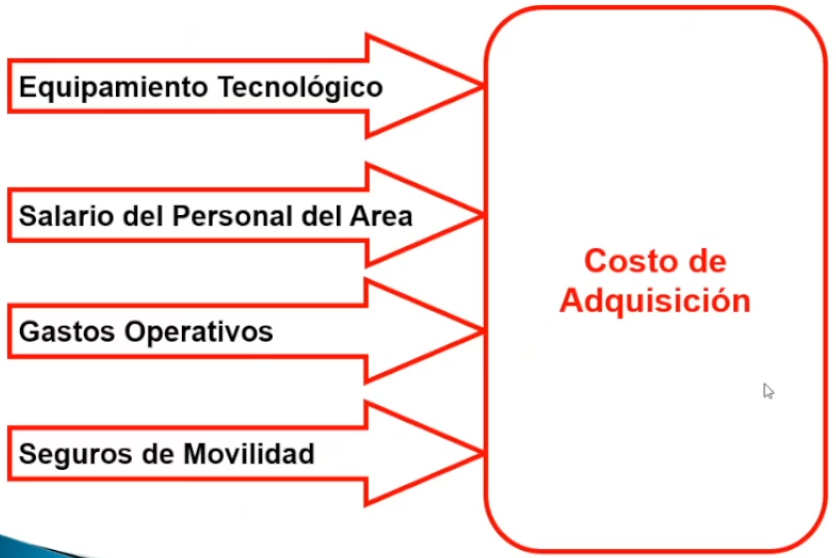 Equipamiento Tecnológico
Salario del Personal del Area
Gastos Operativos
Seguros de Movilidad
Costo de
Adquisición